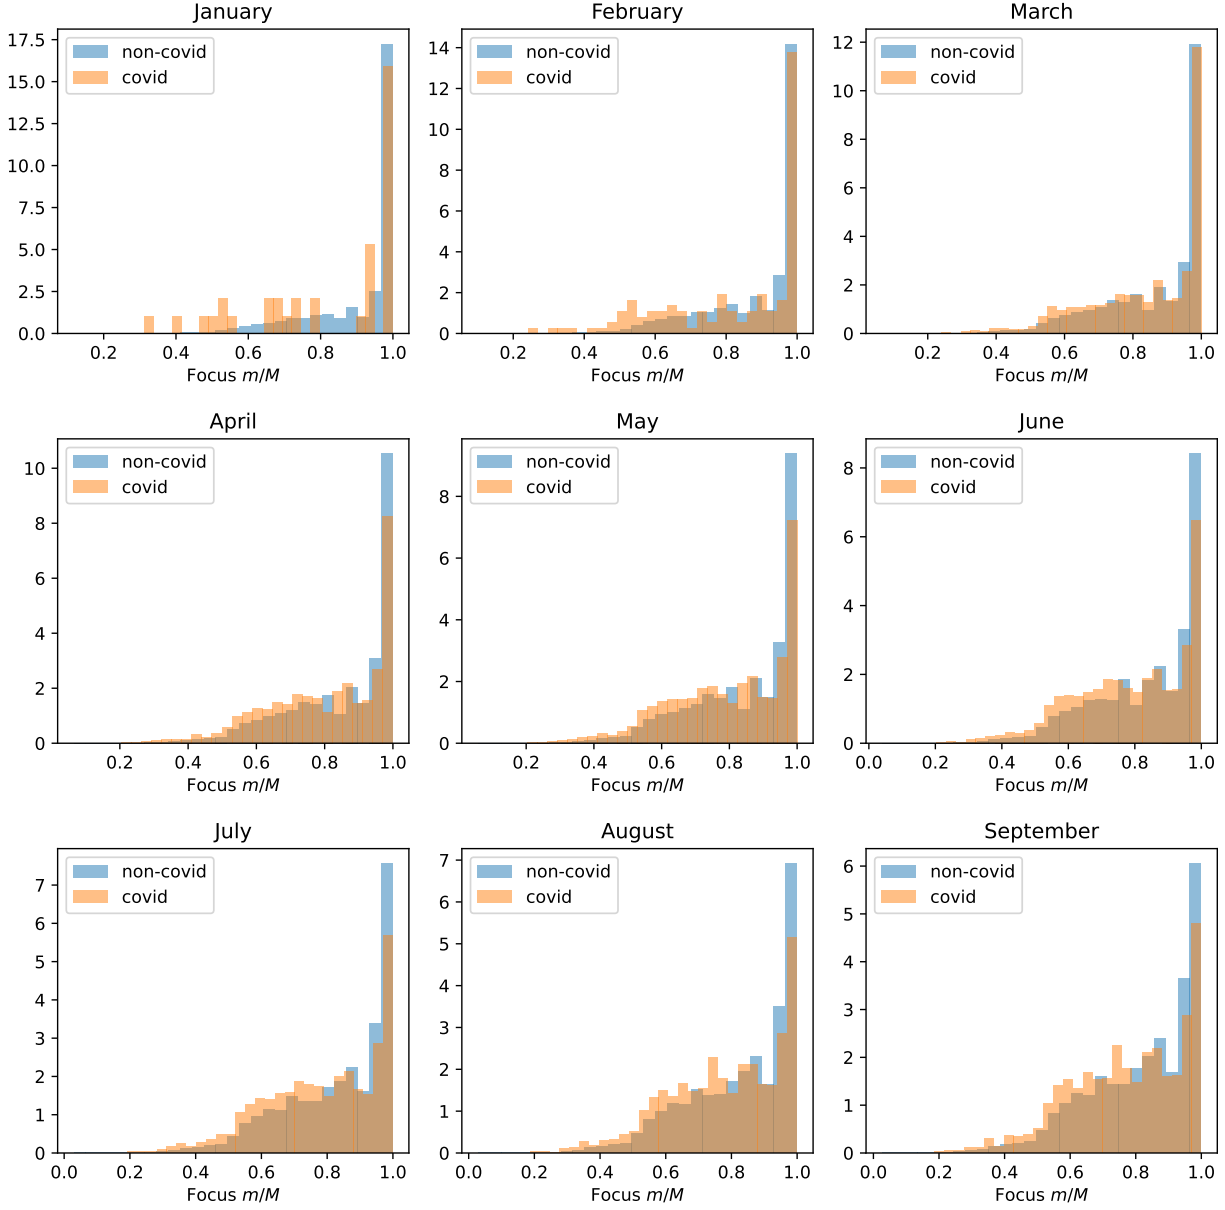 January
17.5
15.0
12.5
10.0
7.5
5.0
2.5
0.0
non-covid
covid
0.2 0.4 0.6 0.8 1.0
Focus m/M
February
14
12
10
8
6
4
2
0
non-covid
covid
0.2 0.4 0.6 0.8 1.0
Focus m/M
March
12
10
8
6
4
2
0
non-covid
covid
0.2 0.4 0.6 0.8 1.0
Focus m/M
April
10
8
6
4
2
0
non-covid
covid
0.2 0.4 0.6 0.8 1.0
Focus m/M
May
8
6
4
2
0
non-covid
covid
0.2 0.4 0.6 0.8 1.0
Focus m/M
June
8
6
4
2
0
non-covid
covid
0.0 0.2 0.4 0.6 0.8 1.0
Focus m/M
July
7
6
5
4
3
2
1
0
non-covid
covid
0.0 0.2 0.4 0.6 0.8 1.0
Focus m/M
August
7
6
5
4
3
2
1
0
non-covid
covid
0.0 0.2 0.4 0.6 0.8 1.0
Focus m/M
September
6
5
4
3
2
1
0
non-covid
covid
0.0 0.2 0.4 0.6 0.8 1.0
Focus m/M